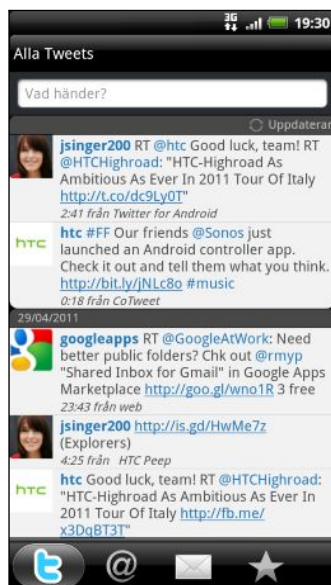 3G 19:30
Alla Tweets
Vad händer?
Uppdaterar
jsinger200 RT @htc Good luck, team! RT
@HTCHighroad: "HTC-Highroad As
Ambitious As Ever In 2011 Tour Of Italy
http://t.co/dc9Ly0T"
2:41 från Twitter for Android
hTC
htc #FF Our friends @Sonos just
launched an Android controller app.
Check it out and tell them what you think.
http://bit.ly/jNLc8o #music
0:18 från CoTweet
29/04/2011
googleapps RT @GoogleAtWork: Need
better public folders? Chk out @rmyp
"Shared Inbox for Gmail" in Google Apps
Marketplace http://goo.gl/wno1R 3 free
23:43 från web
jsinger200 http://is.gd/HwMe7z
(Explorers)
4:25 från HTC Peep
hTC
htc Good luck, team! RT @HTCHighroad:
"HTC-Highroad As Ambitious As Ever In
2011 Tour Of Italy http://fb.me/
x3DqBT3T"
@